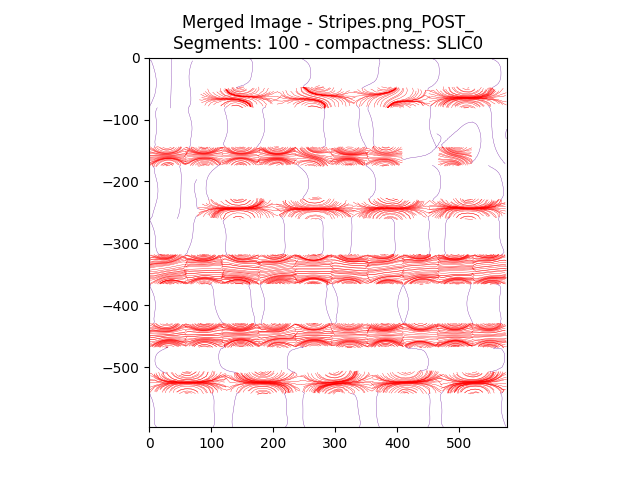 Merged Image - Stripes.png_POST_
Segments: 100 - compactness: SLIC0
0
−100
−200
−300
−400
−500
0 100 200 300 400 500